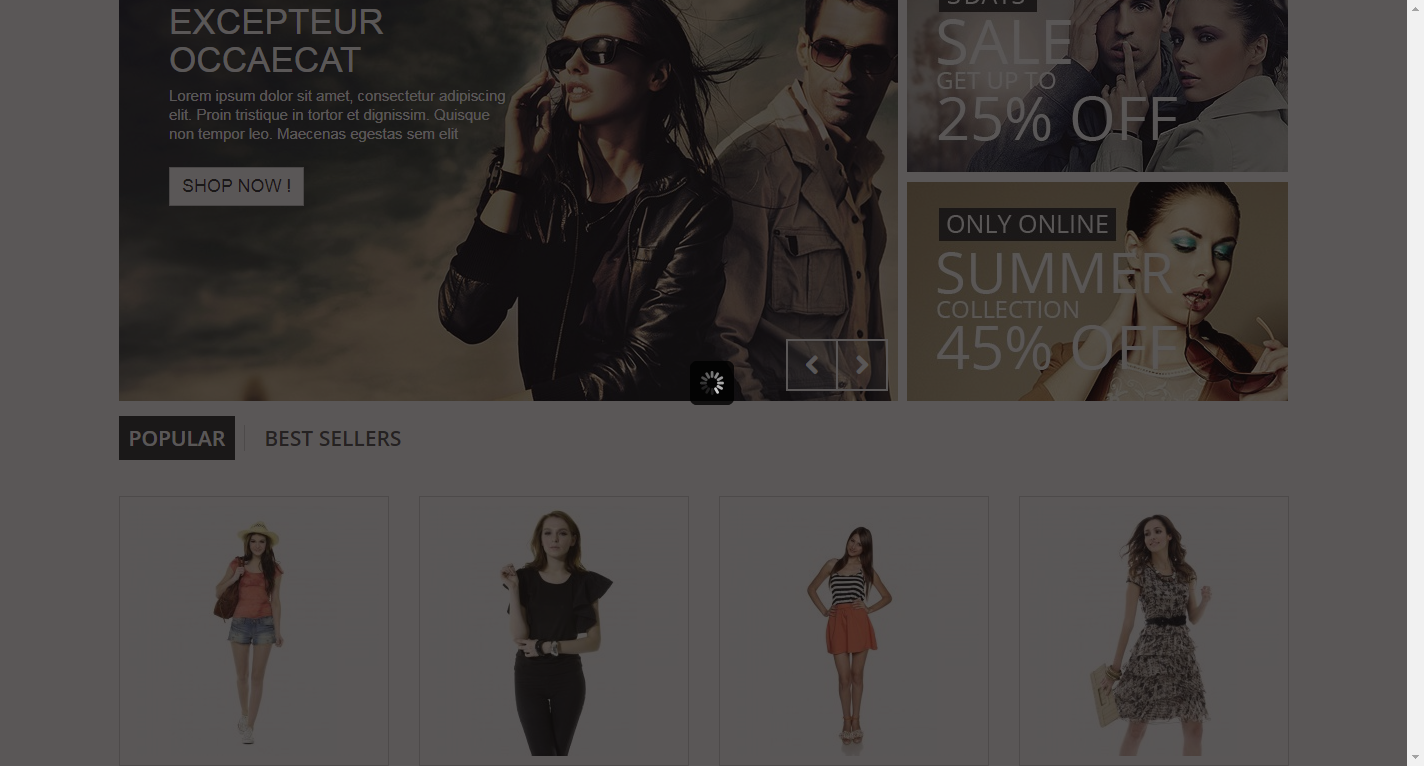 EXCEPTEUR
OCCAECAT
Lorem ipsum dolor sit amet, consectetur adipiscing
elit. Proin tristique in tortor et dignissim. Quisque
non tempor leo. Maecenas egestas sem elit
SHOP NOW !
SALE
GET UP TO
25% OFF
ONLY ONLINE
SUMMER
COLLECTION
45% OFF
POPULAR
BEST SELLERS